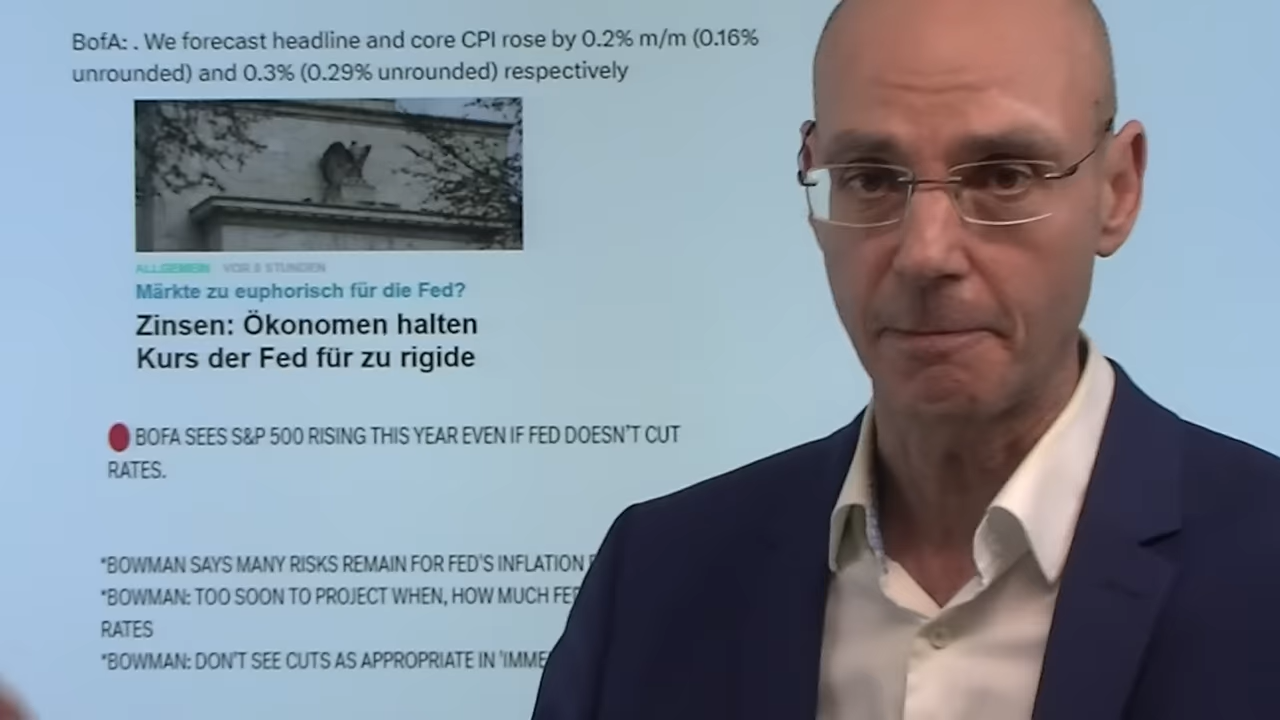 BofA: . We forecast headline and core CPI rose by 0.2% m/m (0.16%
unrounded) and 0.3% (0.29% unrounded) respectively
ALLGEMEIN VOR 8 STUNDEN
Märkte zu euphorisch für die Fed?
Zinsen: Ökonomen halten
Kurs der Fed für zu rigide
BOFA SEES S&P 500 RISING THIS YEAR EVEN IF FED DOESN'T CUT
RATES.
*BOWMAN SAYS MANY RISKS REMAIN FOR FED'S INFLATION
*BOWMAN: TOO SOON TO PROJECT WHEN, HOW MUCH
RATES
*BOWMAN: DON'T SEE CUTS AS APPROPRIATE IN